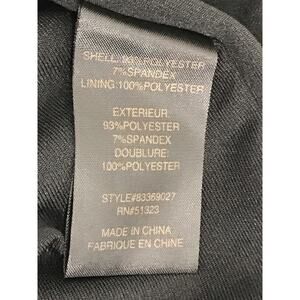 SHELL: 93%POLYESTER
7%SPANDEX
LINING:100%POLYESTER
EXTERIEUR:
93%POLYESTER
7%SPANDEX
DOUBLURE:
100%POLYESTER
STYLE#83369027
RN#51323
MADE IN CHINA
FABRIQUE EN CHINE